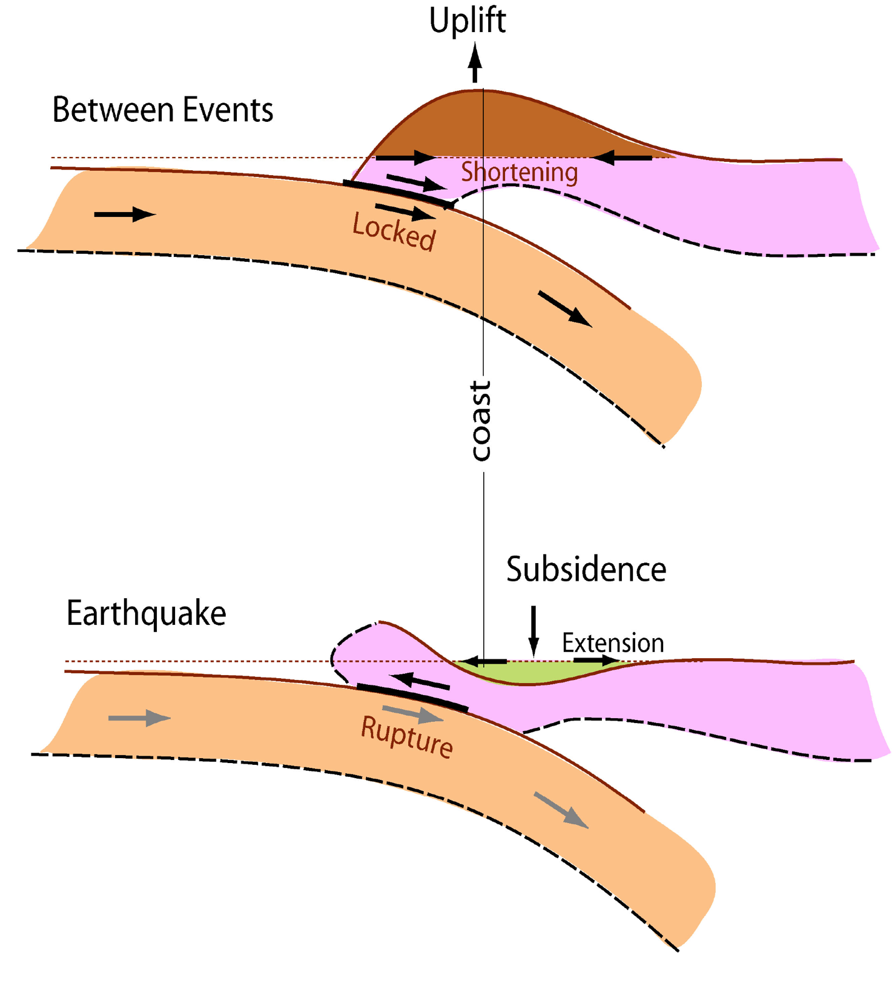 Uplift
Between Events
Shortening
Locked
coast
Subsidence
Earthquake
Extension
Rupture